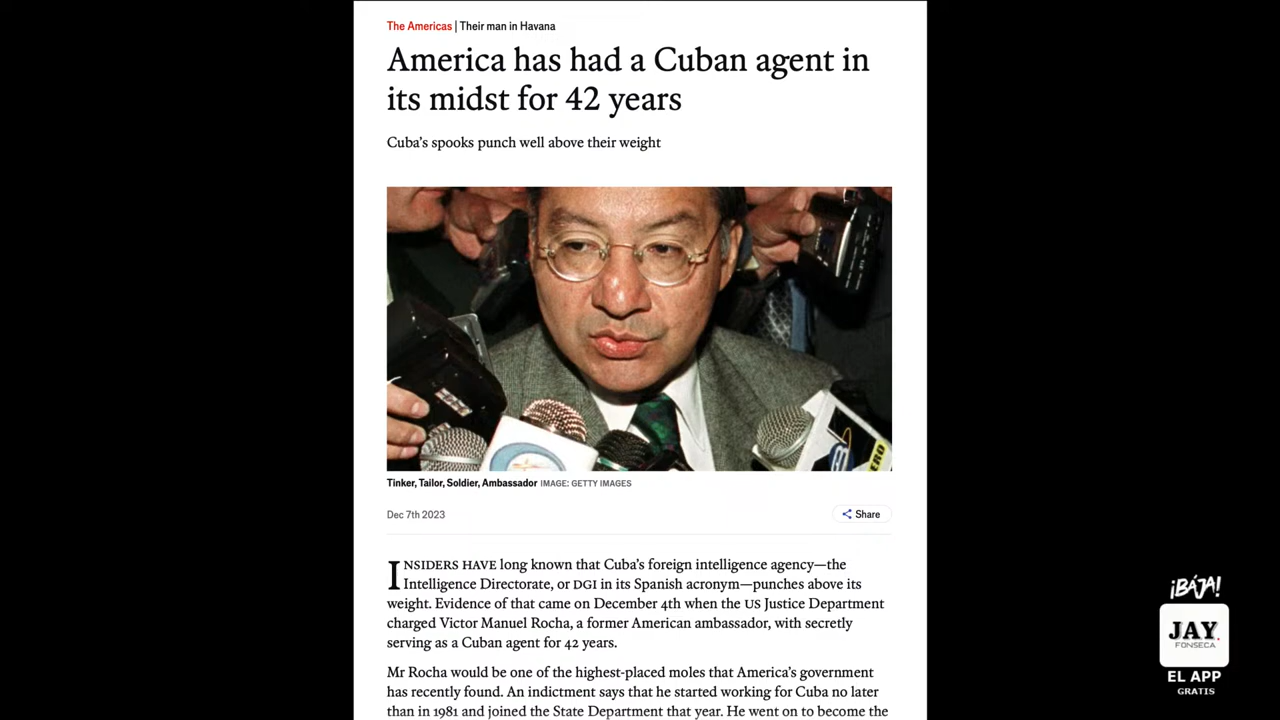 The Americas | Their man in Havana
America has had a Cuban agent in
its midst for 42 years
Cuba's spooks punch well above their weight
ERO
Tinker, Tailor, Soldier, Ambassador IMAGE: GETTY IMAGES
Dec 7th 2023
Share
INSIDERS HAVE long known that Cuba's foreign intelligence agency—the
Intelligence Directorate, or DGI in its Spanish acronym—punches above its
weight. Evidence of that came on December 4th when the US Justice Department
charged Victor Manuel Rocha, a former American ambassador, with secretly
serving as a Cuban agent for 42 years.
Mr Rocha would be one of the highest-placed moles that America's government
has recently found. An indictment says that he started working for Cuba no later
than in 1981 and joined the State Department that year. He went on to become the
¡BÁJA!
JAY.
FONSECA
EL APP
GRATIS